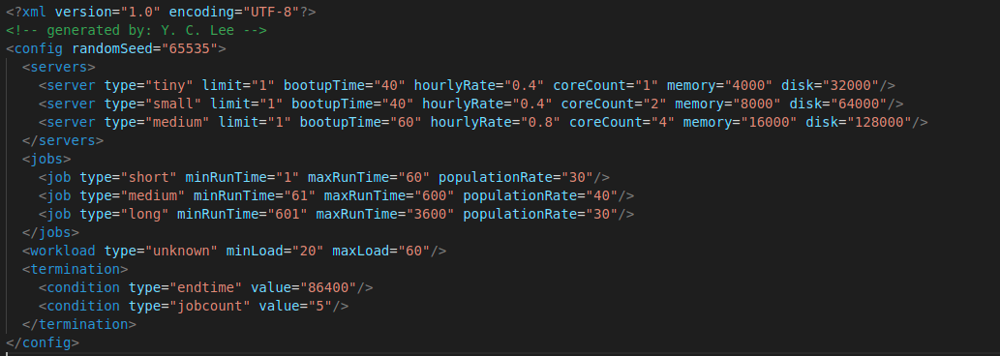 <?xml version="1.0" encoding="UTF-8"?>
<!-- generated by: Y. C. Lee -->
<config randomSeed="65535">
<servers>
<server type="tiny" limit="1" bootupTime="40" hourlyRate="0.4" coreCount="1" memory="4000" disk="32000"/>
<server type="small" limit="1" bootupTime="40" hourlyRate="0.4" coreCount="2" memory="8000" disk="64000"/>
<server type="medium" limit="1" bootupTime="60" hourlyRate="0.8" coreCount="4" memory="16000" disk="128000"/>
</servers>
<jobs>
<job type="short" minRunTime="1" maxRunTime="60" populationRate="30"/>
<job type="medium" minRunTime="61" maxRunTime="600" populationRate="40"/>
<job type="long" minRunTime="601" maxRunTime="3600" populationRate="30"/>
</jobs>
<workload type="unknown" minLoad="20" maxLoad="60"/>
<termination>
<condition type="endtime" value="86400"/>
<condition type="jobcount" value="5"/>
</termination>
</config>